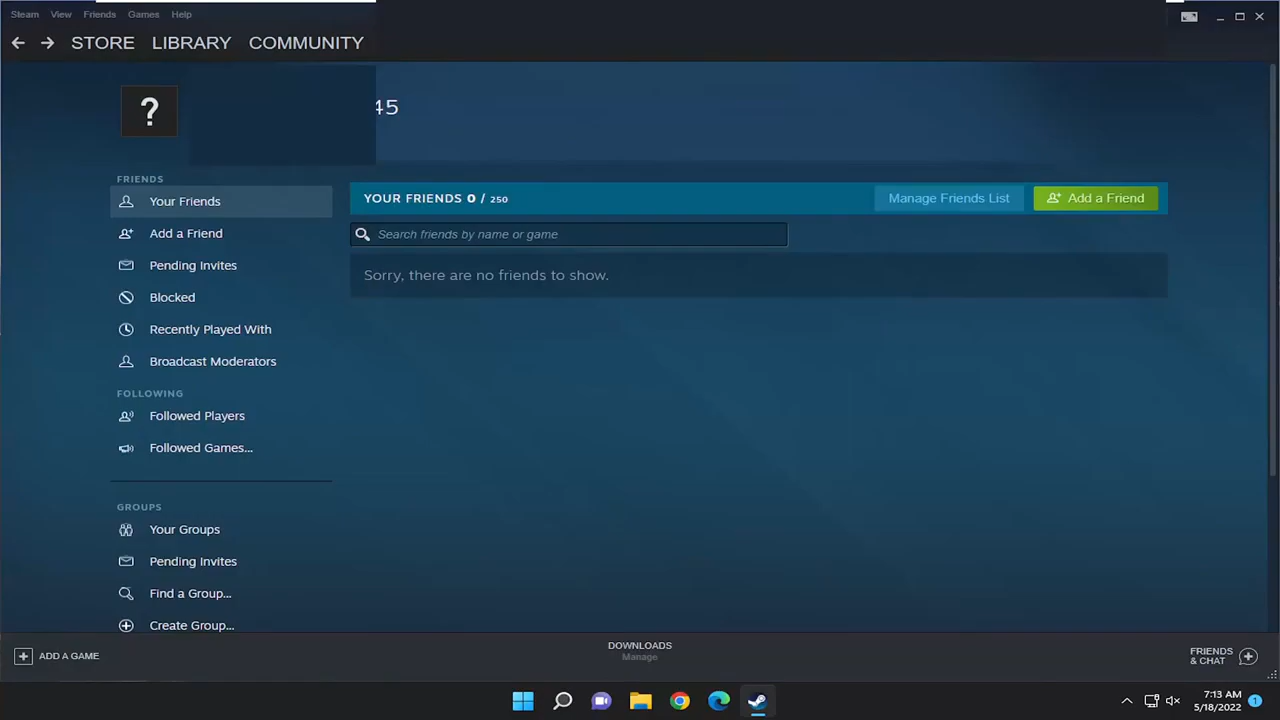 Steam View Friends Games Help
STORE LIBRARY COMMUNITY
?
45
FRIENDS
Your Friends
Add a Friend
Pending Invites
Blocked
Recently Played With
Broadcast Moderators
FOLLOWING
Followed Players
Followed Games...
GROUPS
Your Groups
Pending Invites
Find a Group...
Create Group...
YOUR FRIENDS 0 / 250
Manage Friends List
Add a Friend
Search friends by name or game
Sorry, there are no friends to show.
ADD A GAME
DOWNLOADS
Manage
FRIENDS
& CHAT
7:13 AM
5/18/2022
1